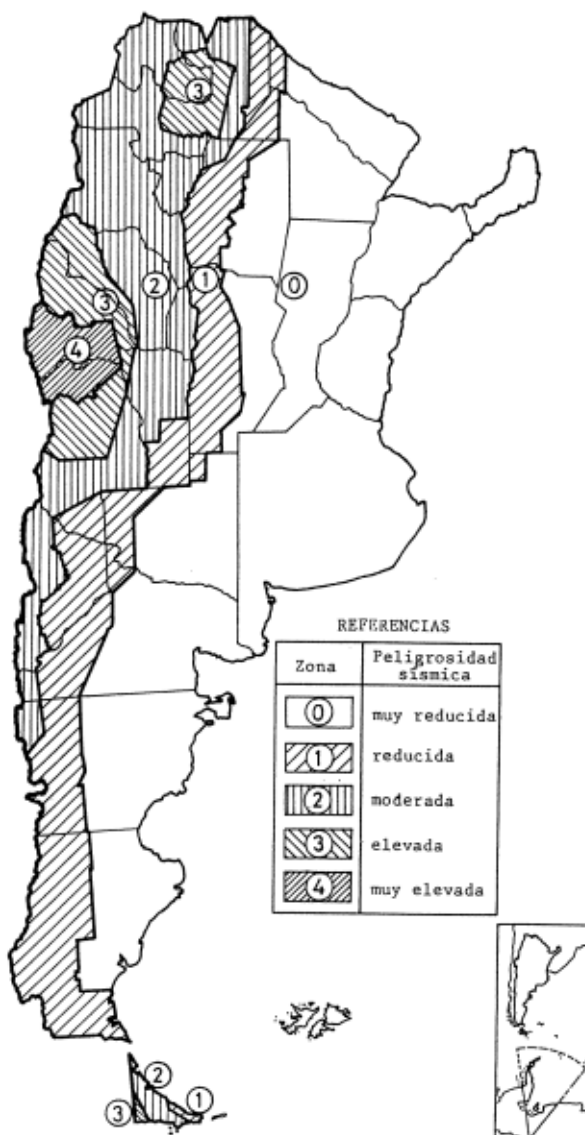 3
2
1
0
3
4
REFERENCIAS
Zona Peligrosidad sísmica
0 muy reducida
1 reducida
2 moderada
3 elevada
4 muy elevada
2
3
1